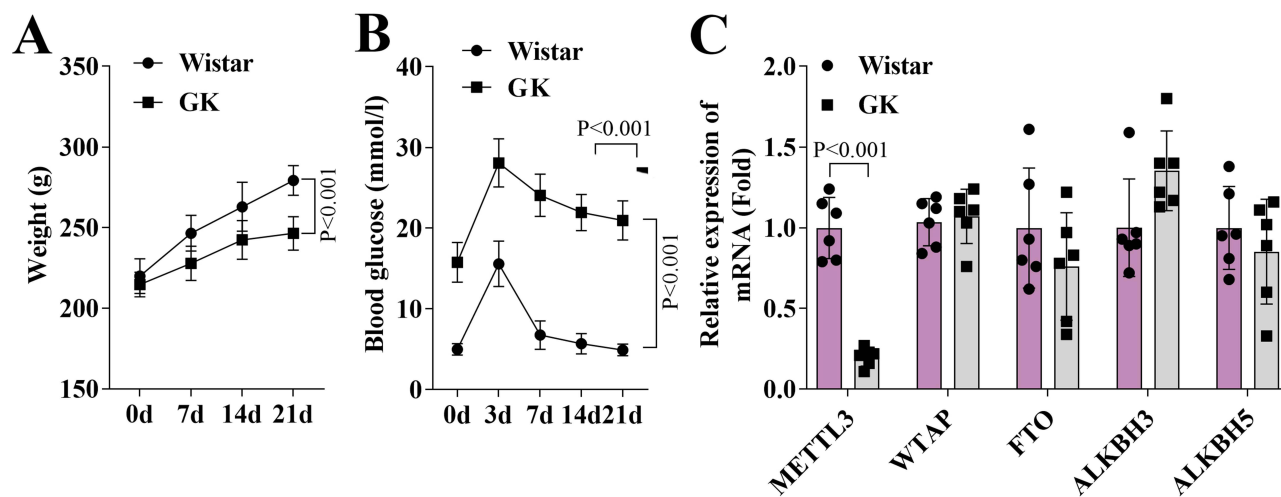 A
Wistar
GK
Weight (g)
350
300
250
200
150
0d 7d 14d 21d
P<0.001
B
Wistar
GK
Blood glucose (mmol/l)
40
30
20
10
0
0d 3d 7d 14d 21d
P<0.001
P<0.001
C
Wistar
GK
Relative expression of
mRNA (Fold)
2.0
1.5
1.0
0.5
0.0
P<0.001
METTL3
WTAP
FTO
ALKBH3
ALKBH5